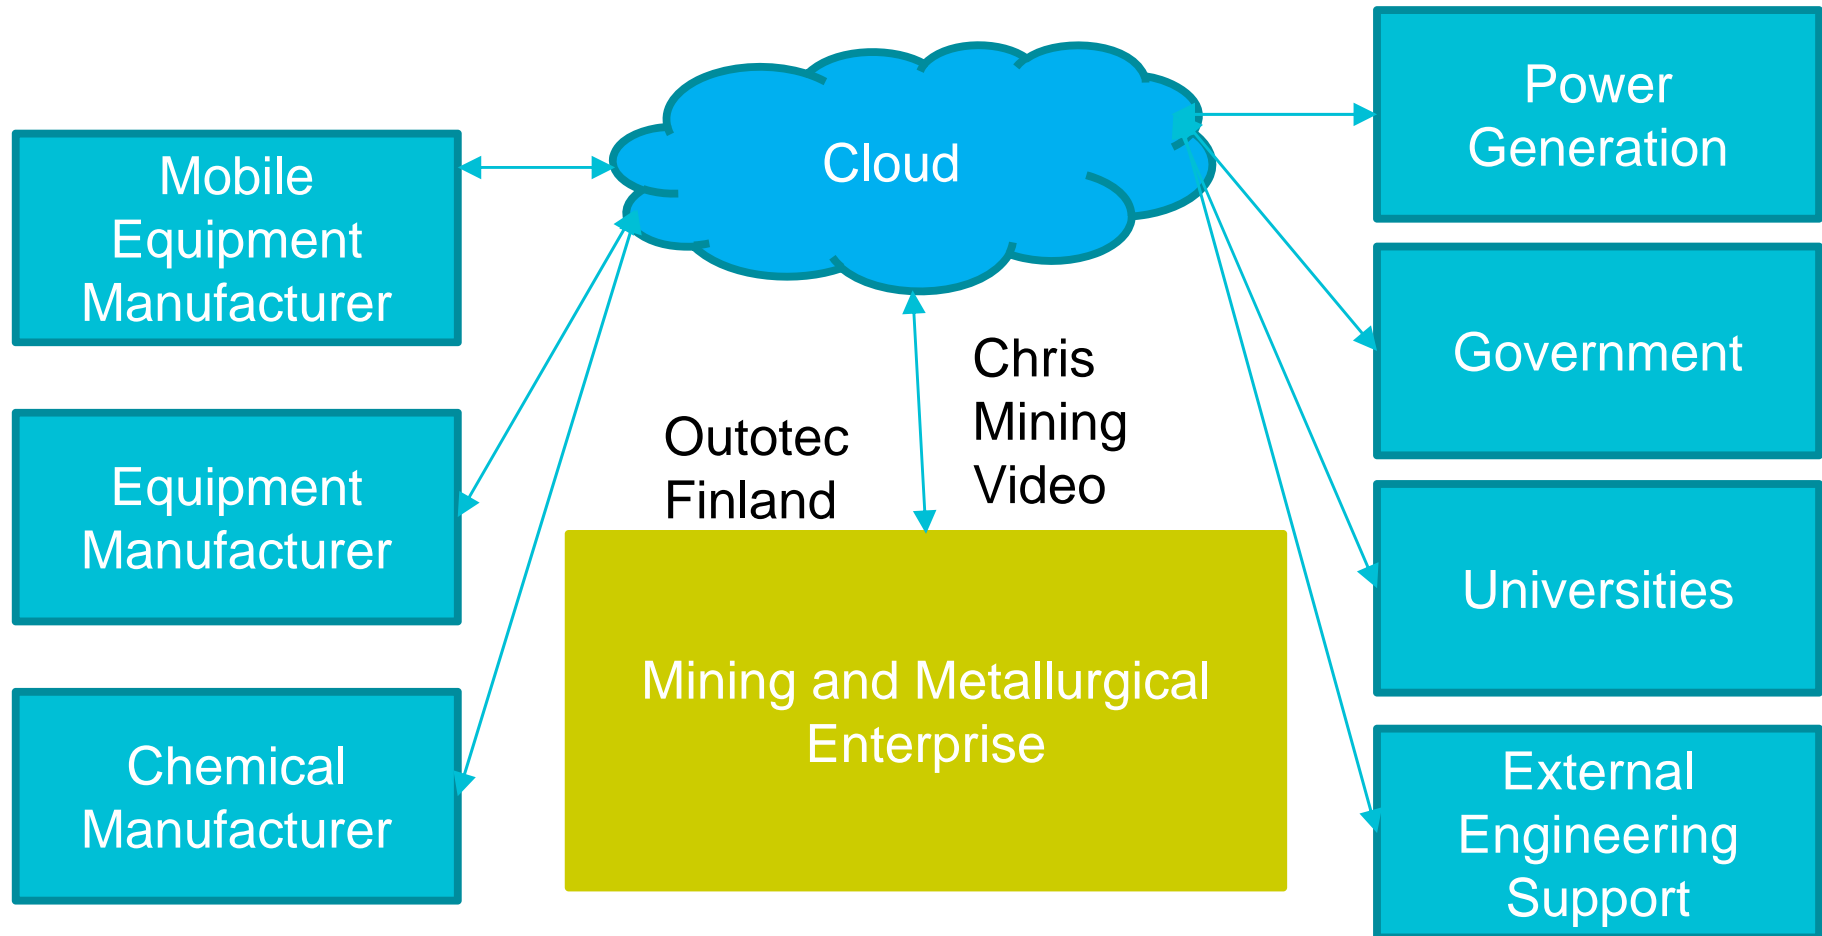 Mobile
Equipment
Manufacturer
Equipment
Manufacturer
Chemical
Manufacturer
Cloud
Outotec
Finland
Chris
Mining
Video
Mining and Metallurgical
Enterprise
Power
Generation
Government
Universities
External
Engineering
Support